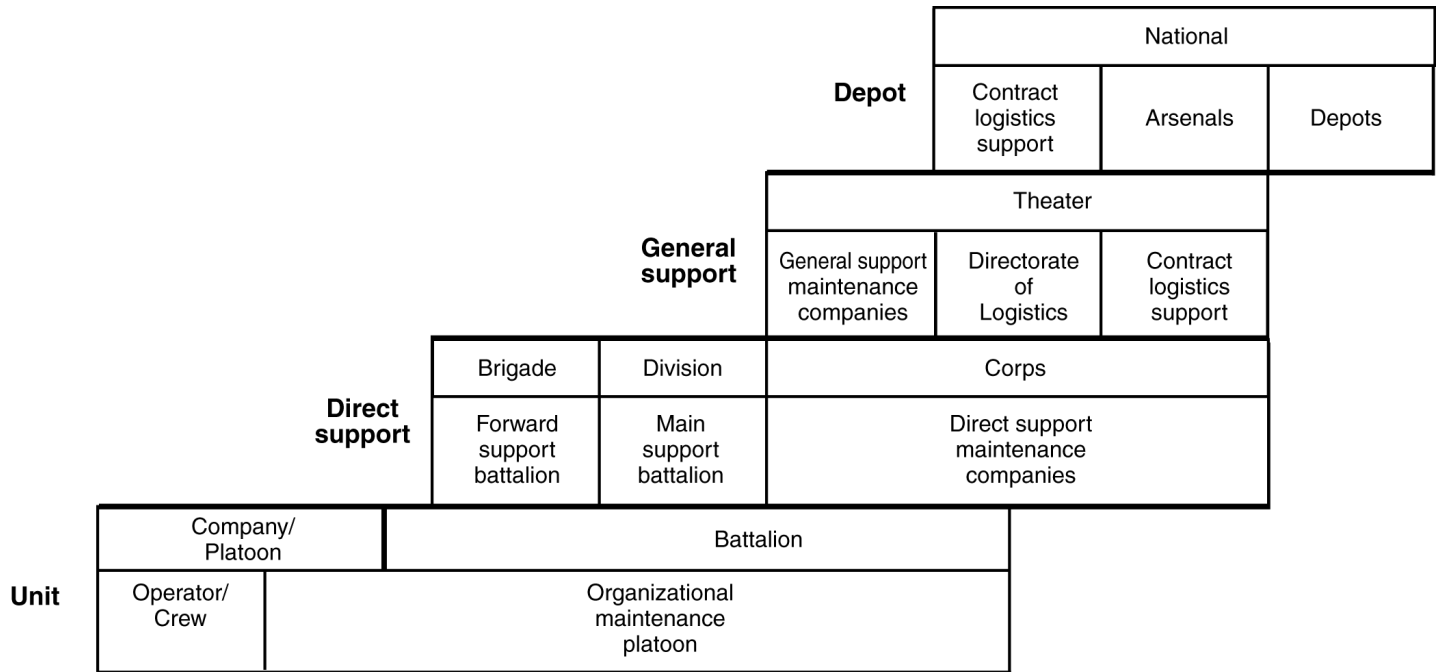 National
Depot
Contract
logistics
support
Arsenals
Depots
Theater
General
support
General support
maintenance
companies
Directorate
of
Logistics
Contract
logistics
support
Brigade
Division
Corps
Direct
support
Forward
support
battalion
Main
support
battalion
Direct support
maintenance
companies
Company/
Platoon
Battalion
Unit
Operator/
Crew
Organizational
maintenance
platoon